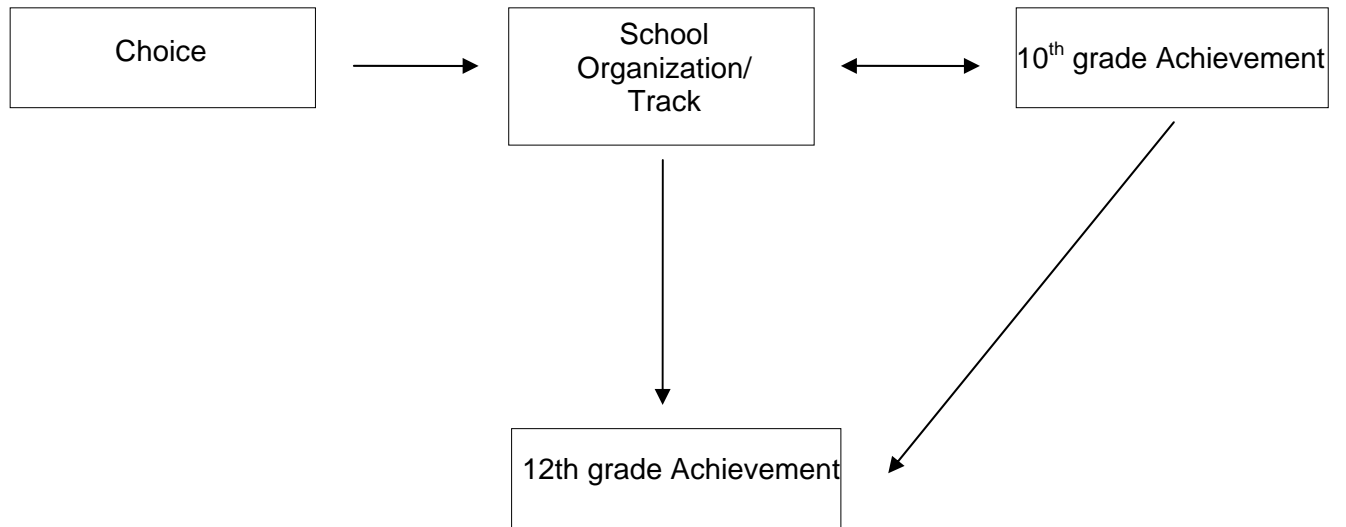 Choice
School
Organization/
Track
10th grade Achievement
12th grade Achievement